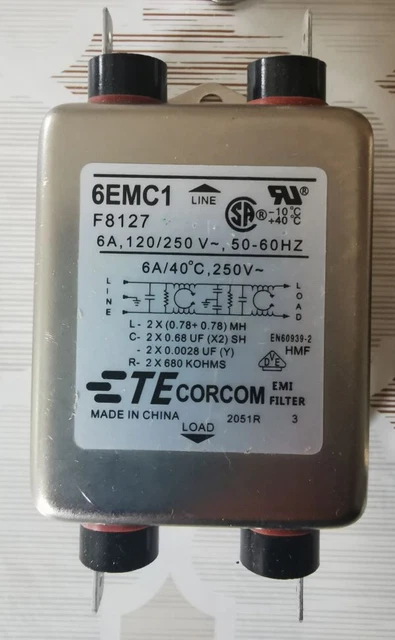 6EMC1
LINE
F8127
SA ® -10°C
+40°C
6A, 120/250 V~, 50-60HZ
6A/40°C, 250V~
LINE
LOAD
L- 2 X (0.78+0.78) MH
C- 2 X 0.68 UF (X2) SH
- 2 X 0.0028 UF (Y)
R- 2 X 680 KOHMS
EN60939-2
HMF
DVE
TE CORCOM EMI
FILTER
MADE IN CHINA
2051R
3
LOAD